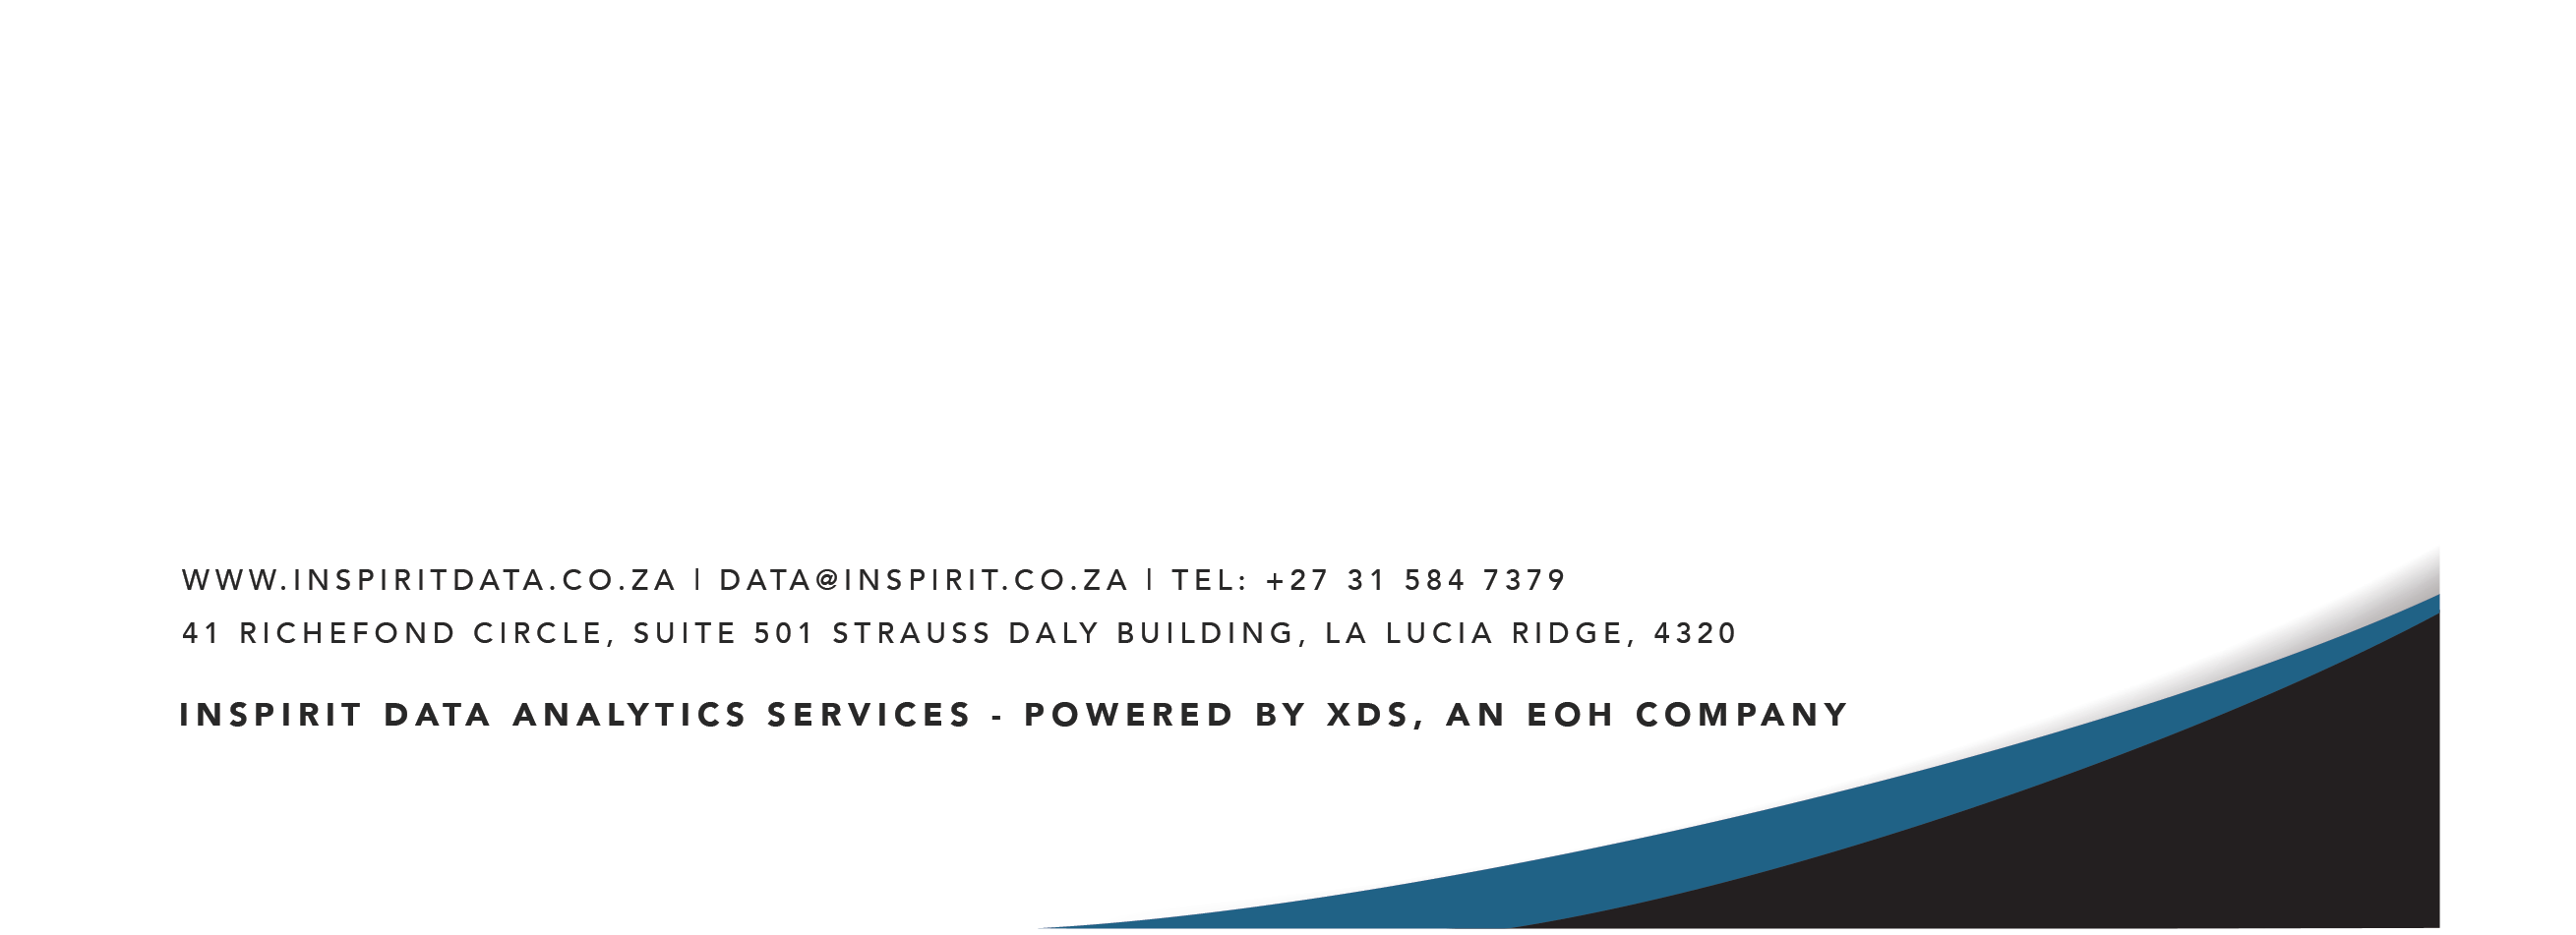 WWW.INSPIRITDATA.CO.ZA | DATA@INSPIRIT.CO.ZA | TEL: +27 31 584 7379
41 RICHEFOND CIRCLE, SUITE 501 STRAUSS DALY BUILDING, LA LUCIA RIDGE, 4320
INSPIRIT DATA ANALYTICS SERVICES - POWERED BY XDS, AN EOH COMPANY